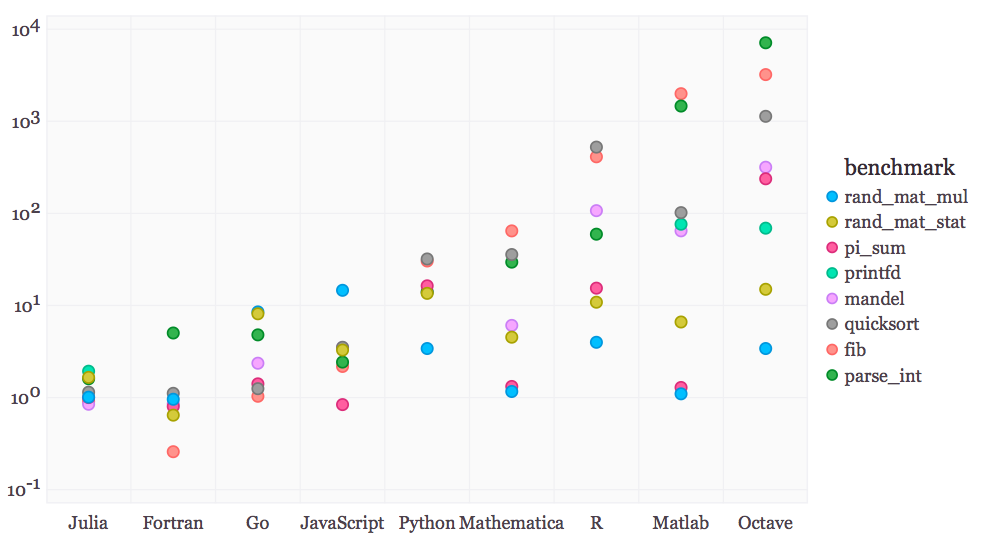 10^4
10^3
10^2
10^1
10^0
10^-1
Julia Fortran Go JavaScript Python Mathematica R Matlab Octave
benchmark
rand_mat_mul
rand_mat_stat
pi_sum
printfd
mandel
quicksort
fib
parse_int